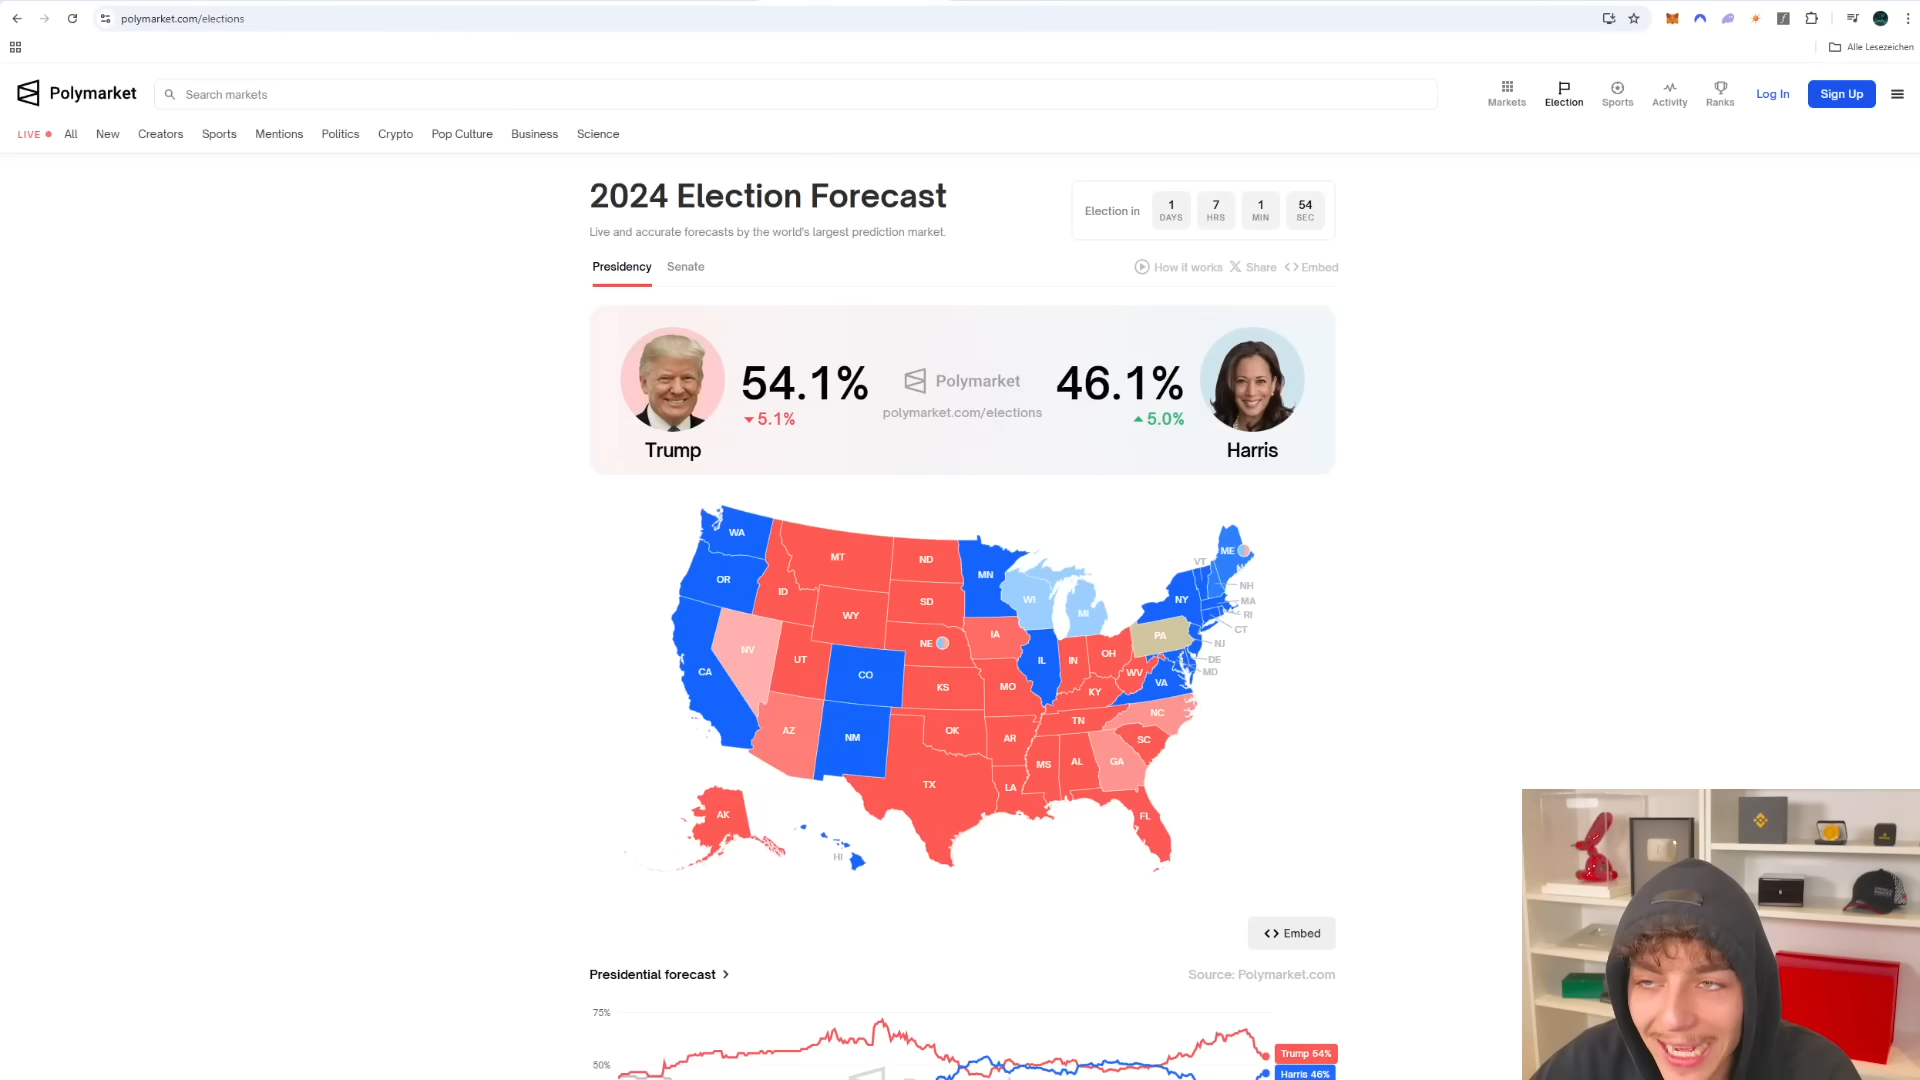 polymarket.com/elections
Alle Lesezeichen
Polymarket
Search markets
Markets
Election
Sports
Activity
Ranks
Log In
Sign Up
LIVE
All
New
Creators
Sports
Mentions
Politics
Crypto
Pop Culture
Business
Science
2024 Election Forecast
Live and accurate forecasts by the world's largest prediction market.
Election in
1
DAYS
7
HRS
1
MIN
54
SEC
Presidency
Senate
How it works
Share
Embed
54.1%
5.1%
Trump
Polymarket
polymarket.com/elections
46.1%
5.0%
Harris
WA
OR
CA
NV
ID
MT
WY
UT
AZ
CO
NM
ND
SD
NE
KS
OK
TX
MN
IA
MO
AR
LA
WI
IL
MI
IN
OH
KY
TN
MS
AL
GA
FL
SC
NC
VA
WV
PA
NY
VT
ME
NH
MA
RI
CT
NJ
DE
MD
AK
HI
Embed
Presidential forecast
Source: Polymarket.com
75%
50%
Trump 54%
Harris 46%